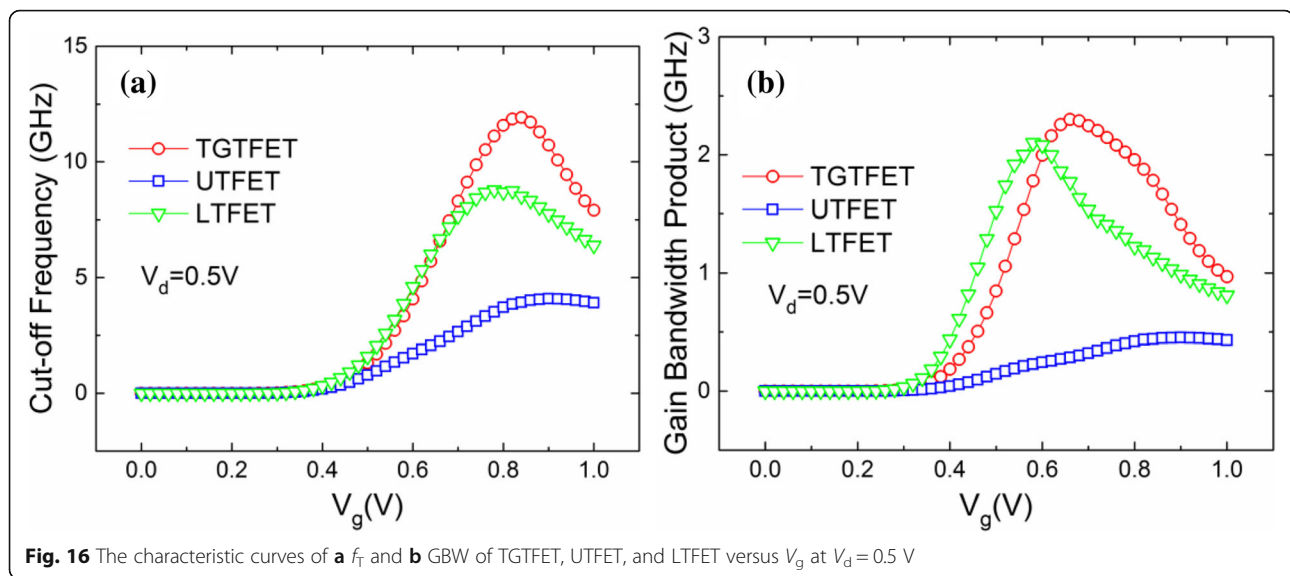 15
10
5
0
Cut-off Frequency (GHz)
(a)
TGTFET
UTFET
LTFET
V_d=0.5V
0.0 0.2 0.4 0.6 0.8 1.0
V_g(V)
3
2
1
0
Gain Bandwidth Product (GHz)
(b)
TGTFET
UTFET
LTFET
V_d=0.5V
0.0 0.2 0.4 0.6 0.8 1.0
V_g(V)
Fig. 16 The characteristic curves of a f_T and b GBW of TGTFET, UTFET, and LTFET versus V_g at V_d = 0.5 V